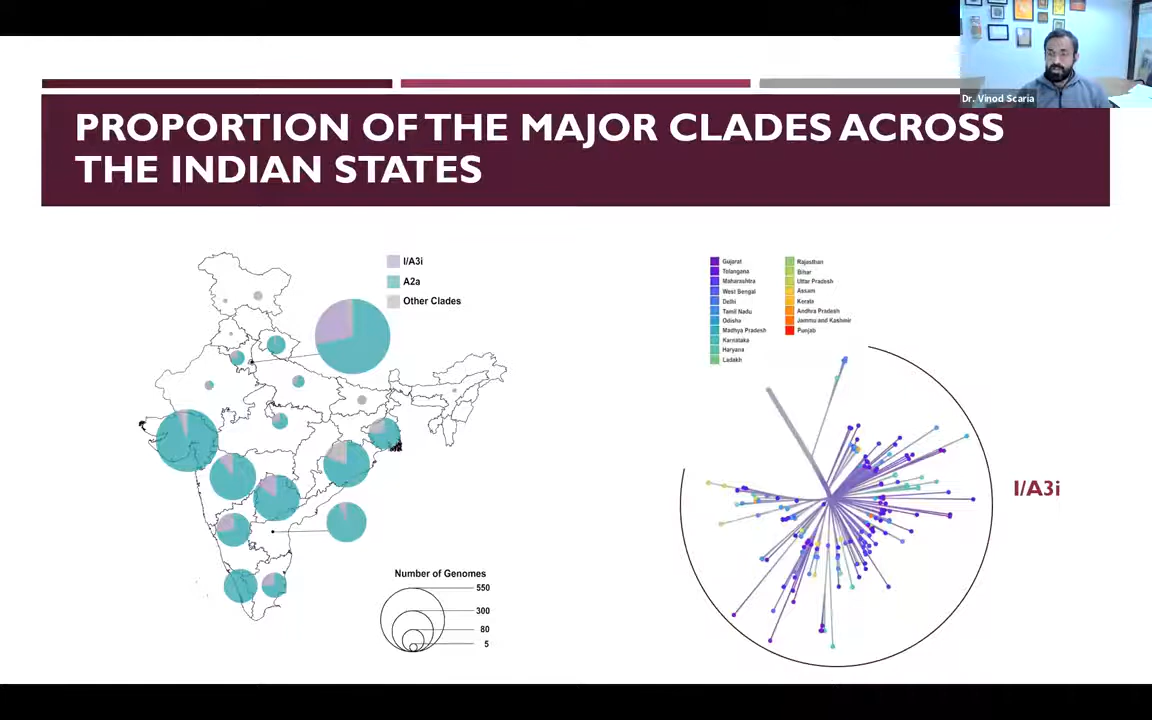 Dr. Vinod Scaria
PROPORTION OF THE MAJOR CLADES ACROSS
THE INDIAN STATES
I/A3i
A2a
Other Clades
Number of Genomes
550
300
80
5
Gujarat
Telangana
Maharashtra
West Bengal
Delhi
Tamil Nadu
Odisha
Madhya Pradesh
Karnataka
Haryana
Ladakh
Rajasthan
Bihar
Uttar Pradesh
Assam
Kerala
Andhra Pradesh
Jammu and Kashmir
Punjab
I/A3i